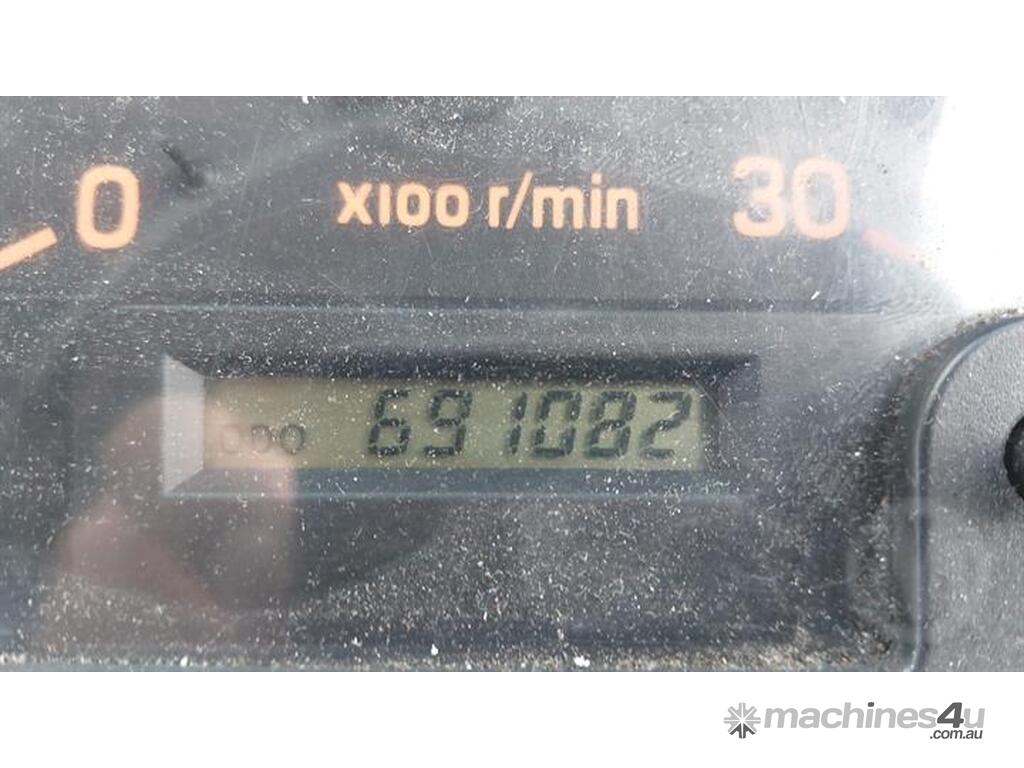 0 x100 r/min 30
ODO 691082
machines4u
.com.au